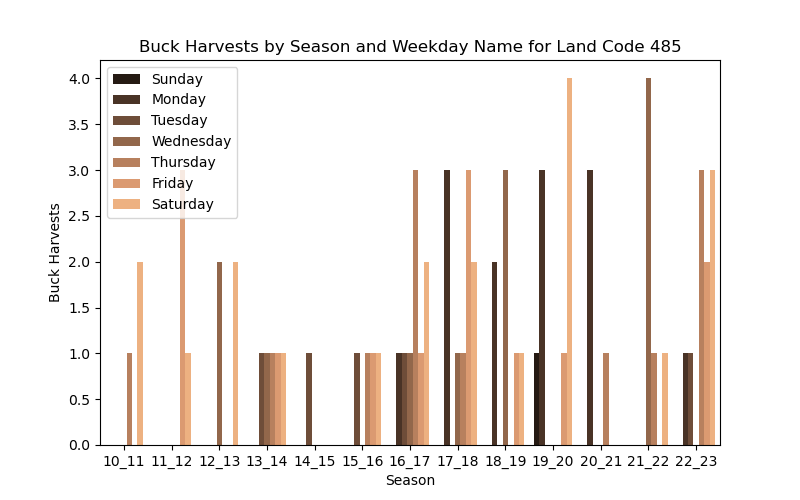 Buck Harvests by Season and Weekday Name for Land Code 485
4.0
3.5
3.0
2.5
2.0
1.5
1.0
0.5
0.0
Buck Harvests
Sunday
Monday
Tuesday
Wednesday
Thursday
Friday
Saturday
10_11 11_12 12_13 13_14 14_15 15_16 16_17 17_18 18_19 19_20 20_21 21_22 22_23
Season